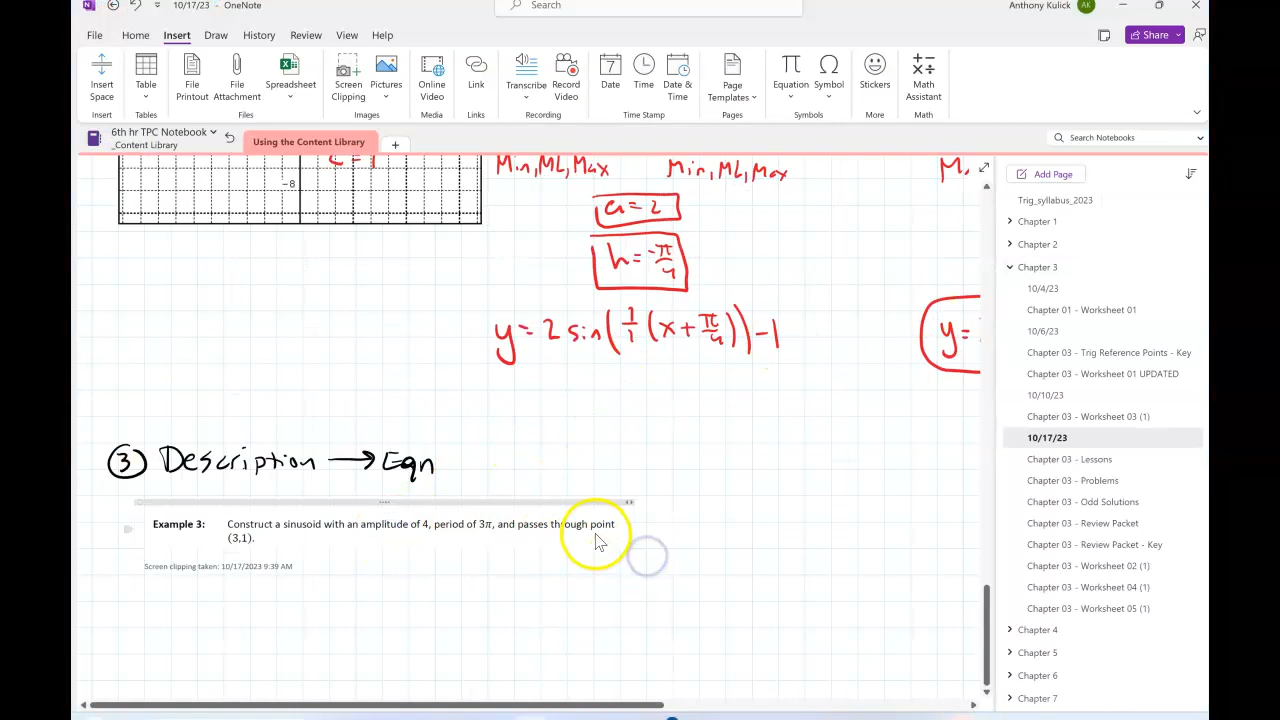 10/17/23 - OneNote
Search
Anthony Kulick
AK
File Home Insert Draw History Review View Help
Share
Insert Space
Table
File Printout
File Attachment
Spreadsheet
Screen Clipping
Pictures
Online Video
Link
Transcribe
Record Video
Date
Time
Date & Time
Page Templates
Equation
Symbol
Stickers
Math Assistant
Insert Tables Files Images Media Links Recording Time Stamp Pages Symbols More Math
6th hr TPC Notebook
_Content Library
Using the Content Library
+
Search Notebooks
Add Page
Trig_syllabus_2023
Chapter 1
Chapter 2
Chapter 3
10/4/23
Chapter 01 - Worksheet 01
10/6/23
Chapter 03 - Trig Reference Points - Key
Chapter 03 - Worksheet 01 UPDATED
10/10/23
Chapter 03 - Worksheet 03 (1)
10/17/23
Chapter 03 - Lessons
Chapter 03 - Problems
Chapter 03 - Odd Solutions
Chapter 03 - Review Packet
Chapter 03 - Review Packet - Key
Chapter 03 - Worksheet 02 (1)
Chapter 03 - Worksheet 04 (1)
Chapter 03 - Worksheet 05 (1)
Chapter 4
Chapter 5
Chapter 6
Chapter 7
-8
Min, ML, Max Min, ML, Max
a = 2
h = -π/4
y = 2 sin(1/1(x + π/4)) - 1
y =
③ Description → Eqn
Example 3: Construct a sinusoid with an amplitude of 4, period of 3π, and passes through point
(3,1).
Screen clipping taken: 10/17/2023 9:39 AM